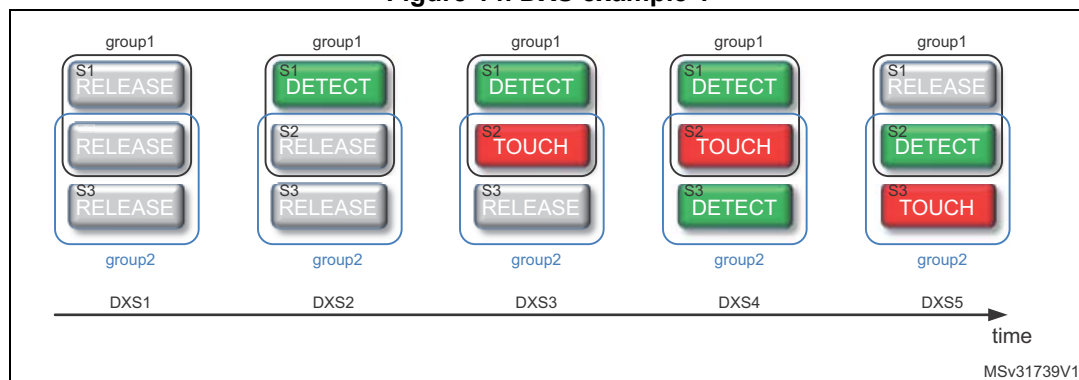 group1 group1 group1 group1 group1
S1 S1 S1 S1 S1
RELEASE DETECT DETECT DETECT RELEASE
S2 S2 S2 S2
RELEASE RELEASE TOUCH TOUCH DETECT
S3 S3 S3 S3 S3
RELEASE RELEASE RELEASE DETECT TOUCH
group2 group2 group2 group2 group2
DXS1 DXS2 DXS3 DXS4 DXS5
time
MSv31739V1